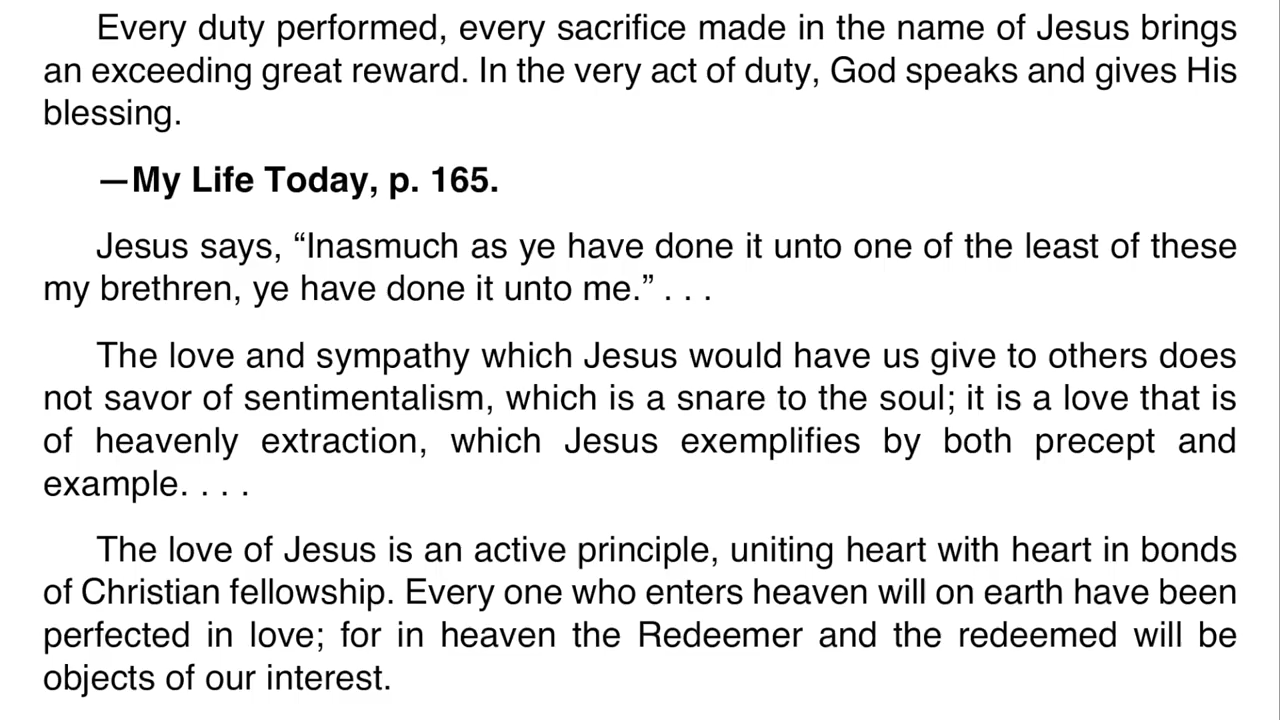 Every duty performed, every sacrifice made in the name of Jesus brings
an exceeding great reward. In the very act of duty, God speaks and gives His
blessing.
—My Life Today, p. 165.
Jesus says, “Inasmuch as ye have done it unto one of the least of these
my brethren, ye have done it unto me.” . . .
The love and sympathy which Jesus would have us give to others does
not savor of sentimentalism, which is a snare to the soul; it is a love that is
of heavenly extraction, which Jesus exemplifies by both precept and
example. . . .
The love of Jesus is an active principle, uniting heart with heart in bonds
of Christian fellowship. Every one who enters heaven will on earth have been
perfected in love; for in heaven the Redeemer and the redeemed will be
objects of our interest.